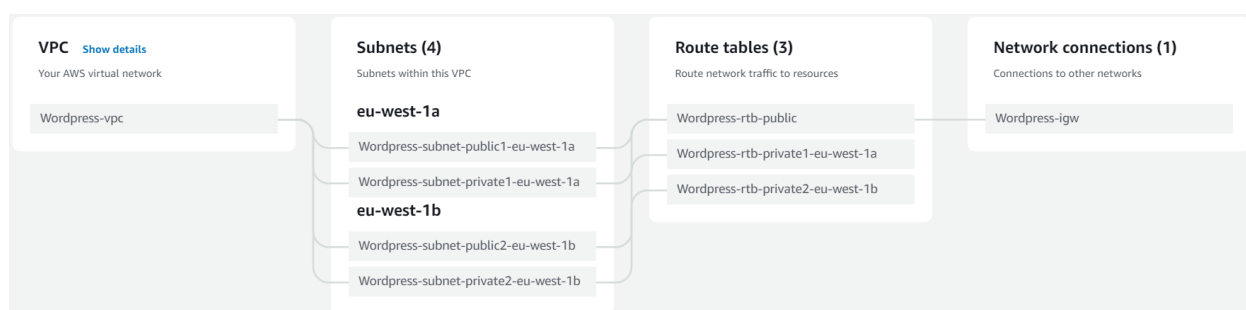 VPC Show details
Your AWS virtual network
Wordpress-vpc
Subnets (4)
Subnets within this VPC
eu-west-1a
Wordpress-subnet-public1-eu-west-1a
Wordpress-subnet-private1-eu-west-1a
eu-west-1b
Wordpress-subnet-public2-eu-west-1b
Wordpress-subnet-private2-eu-west-1b
Route tables (3)
Route network traffic to resources
Wordpress-rtb-public
Wordpress-rtb-private1-eu-west-1a
Wordpress-rtb-private2-eu-west-1b
Network connections (1)
Connections to other networks
Wordpress-igw